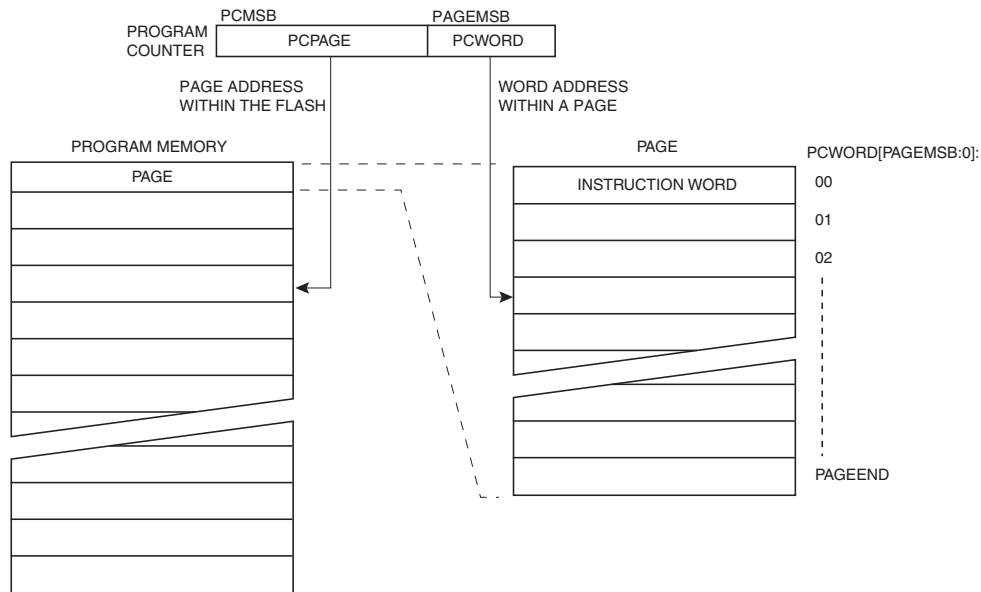 PCMSB
PAGEMSB
PROGRAM
COUNTER
PCPAGE
PCWORD
PAGE ADDRESS
WITHIN THE FLASH
WORD ADDRESS
WITHIN A PAGE
PROGRAM MEMORY
PAGE
PAGE
INSTRUCTION WORD
PCWORD[PAGEMSB:0]:
00
01
02
PAGEEND